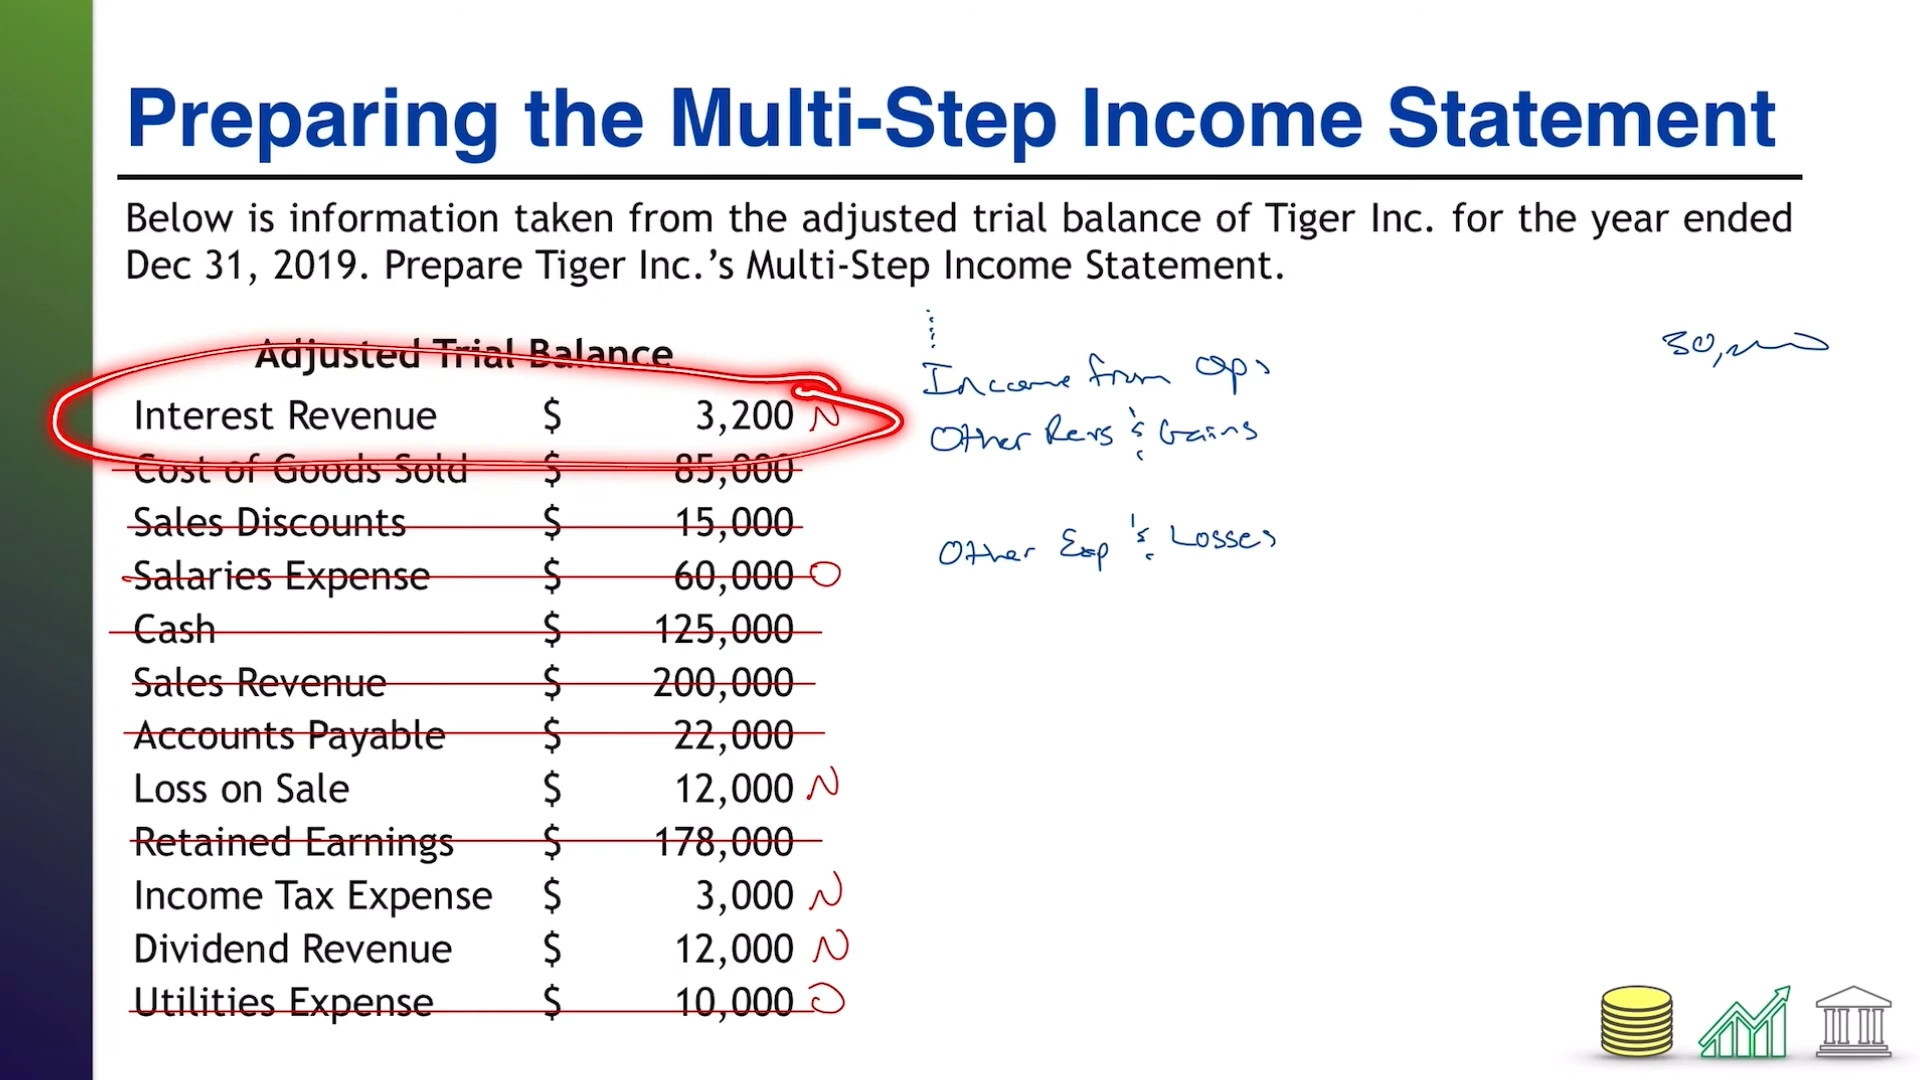 Preparing the Multi-Step Income Statement
Below is information taken from the adjusted trial balance of Tiger Inc. for the year ended
Dec 31, 2019. Prepare Tiger Inc.’s Multi-Step Income Statement.
Adjusted Trial Balance
Interest Revenue $ 3,200 N
Cost of Goods Sold $ 85,000
Sales Discounts $ 15,000
Salaries Expense $ 60,000 O
Cash $ 125,000
Sales Revenue $ 200,000
Accounts Payable $ 22,000
Loss on Sale $ 12,000 N
Retained Earnings $ 178,000
Income Tax Expense $ 3,000 N
Dividend Revenue $ 12,000 N
Utilities Expense $ 10,000 O
Income from Ops 30,000
Other Revs & Gains
Other Exp & Losses